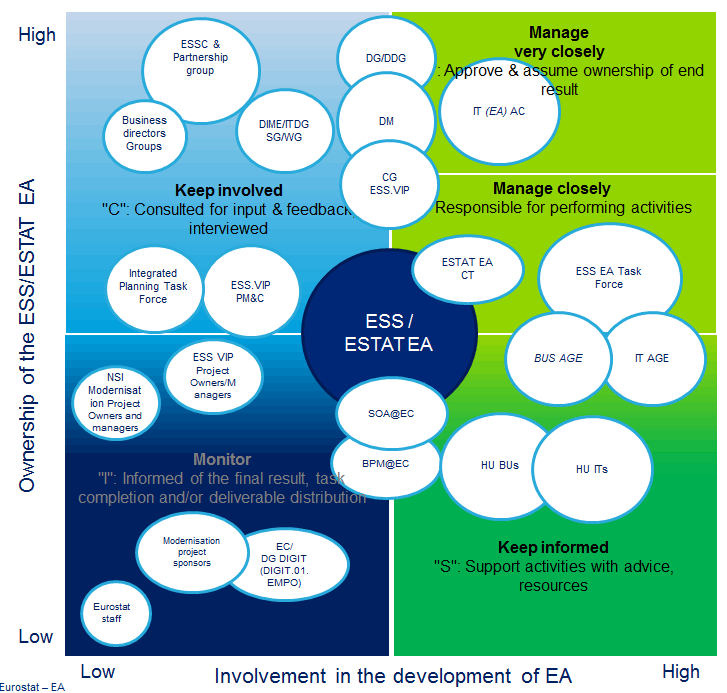 High
ESSC &
Partnership
group
DG/DDG
Manage
very closely
: Approve & assume ownership of end
result
Business
directors
Groups
DIME/ITDG
SG/WG
DM
IT (EA) AC
CG
ESS.VIP
Keep involved
"C": Consulted for input & feedback,
interviewed
Manage closely
Responsible for performing activities
Integrated
Planning Task
Force
ESS.VIP
PM&C
ESTAT EA
CT
ESS EA Task
Force
ESS /
ESTAT EA
BUS AGE
IT AGE
ESS VIP
Project
Owners/M
anagers
NSI
Modernisat
ion Project
Owners and
managers
SOA@EC
BPM@EC
HU BUs
HU ITs
Monitor
"I": Informed of the final result, task
completion and/or deliverable distribution
Modernisation
project
sponsors
EC/
DG DIGIT
(DIGIT.01.
EMPO)
Keep informed
"S": Support activities with advice,
resources
Eurostat
staff
Low
Ownership of the ESS/ESTAT EA
Low
Involvement in the development of EA
High
Eurostat – EA